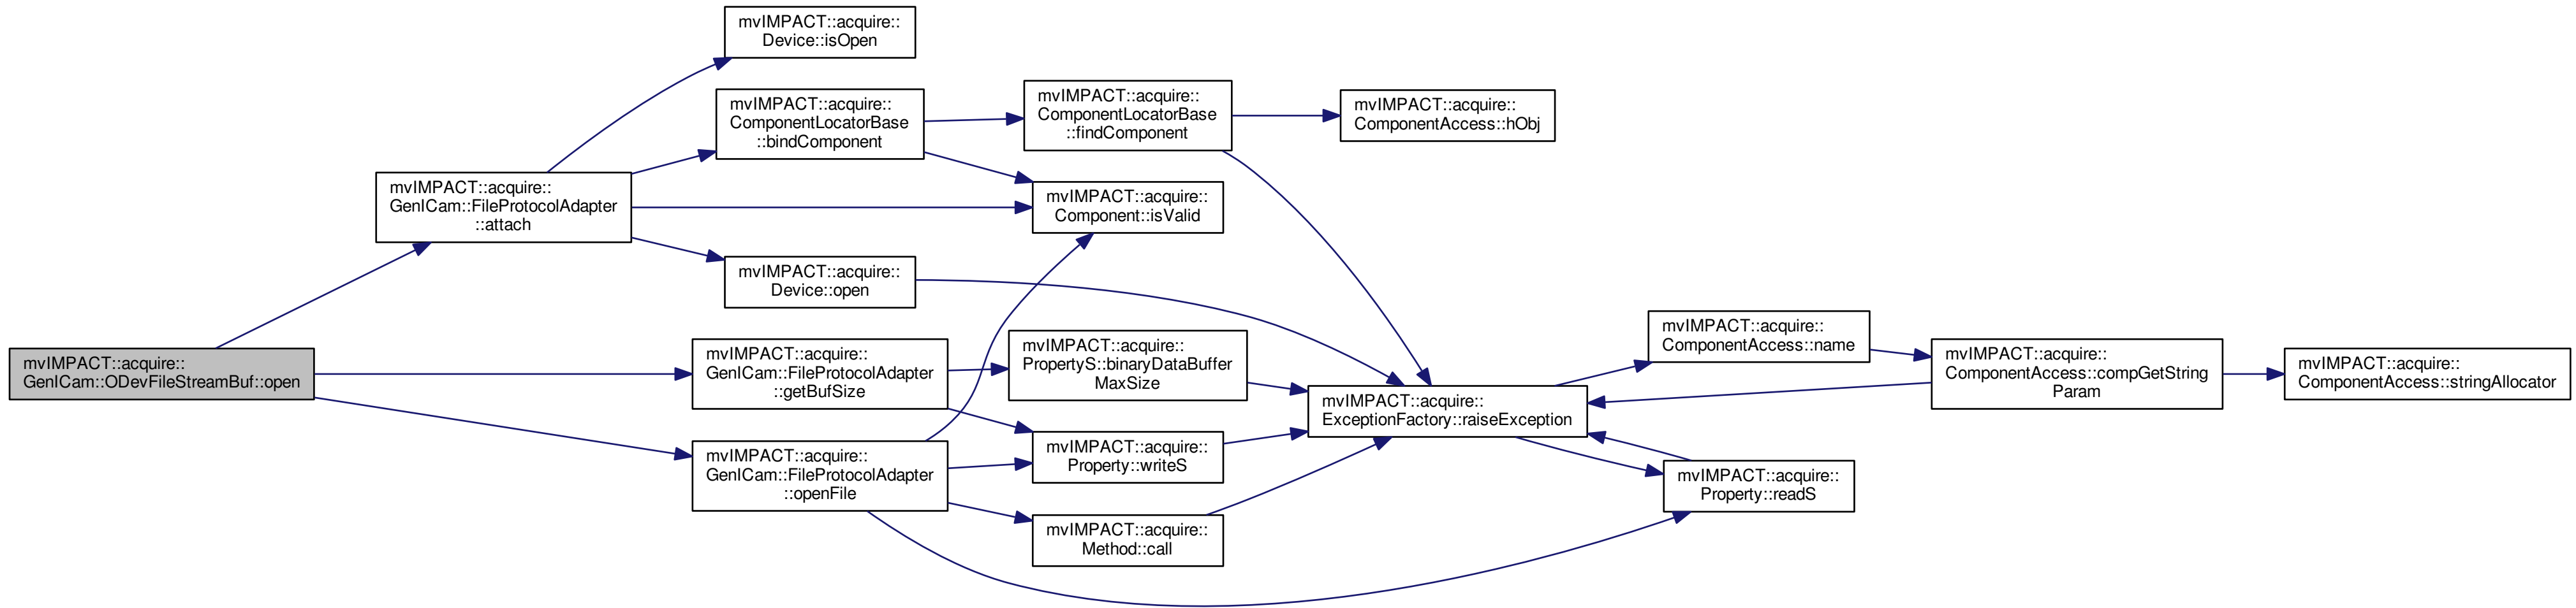 mvIMPACT::acquire::
Device::isOpen
mvIMPACT::acquire::
ComponentLocatorBase
::bindComponent
mvIMPACT::acquire::
ComponentLocatorBase
::findComponent
mvIMPACT::acquire::
ComponentAccess::hObj
mvIMPACT::acquire::
GenICam::FileProtocolAdapter
::attach
mvIMPACT::acquire::
Component::isValid
mvIMPACT::acquire::
Device::open
mvIMPACT::acquire::
GenICam::ODevFileStreamBuf::open
mvIMPACT::acquire::
GenICam::FileProtocolAdapter
::getBufSize
mvIMPACT::acquire::
PropertyS::binaryDataBuffer
MaxSize
mvIMPACT::acquire::
ExceptionFactory::raiseException
mvIMPACT::acquire::
ComponentAccess::name
mvIMPACT::acquire::
ComponentAccess::compGetString
Param
mvIMPACT::acquire::
ComponentAccess::stringAllocator
mvIMPACT::acquire::
GenICam::FileProtocolAdapter
::openFile
mvIMPACT::acquire::
Property::writeS
mvIMPACT::acquire::
Property::readS
mvIMPACT::acquire::
Method::call